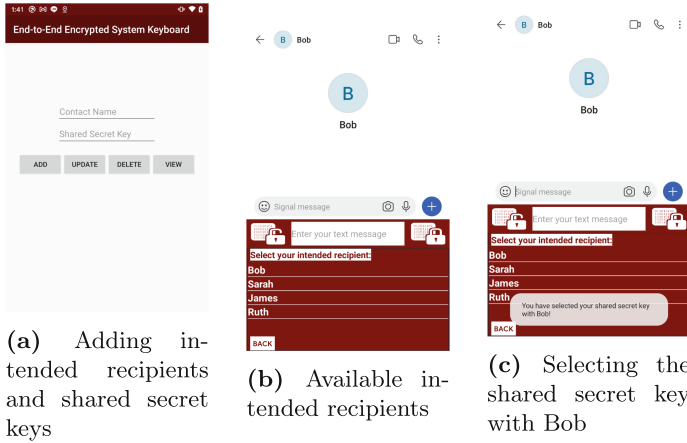 1:41
End-to-End Encrypted System Keyboard
Contact Name
Shared Secret Key
ADD UPDATE DELETE VIEW
(a) Adding in-
tended recipients
and shared secret
keys
B Bob
B
Bob
Signal message
Enter your text message
Select your intended recipient:
Bob
Sarah
James
Ruth
BACK
(b) Available in-
tended recipients
B Bob
B
Bob
Signal message
Enter your text message
Select your intended recipient:
Bob
Sarah
James
Ruth
You have selected your shared secret key
with Bob!
BACK
(c) Selecting the
shared secret key
with Bob